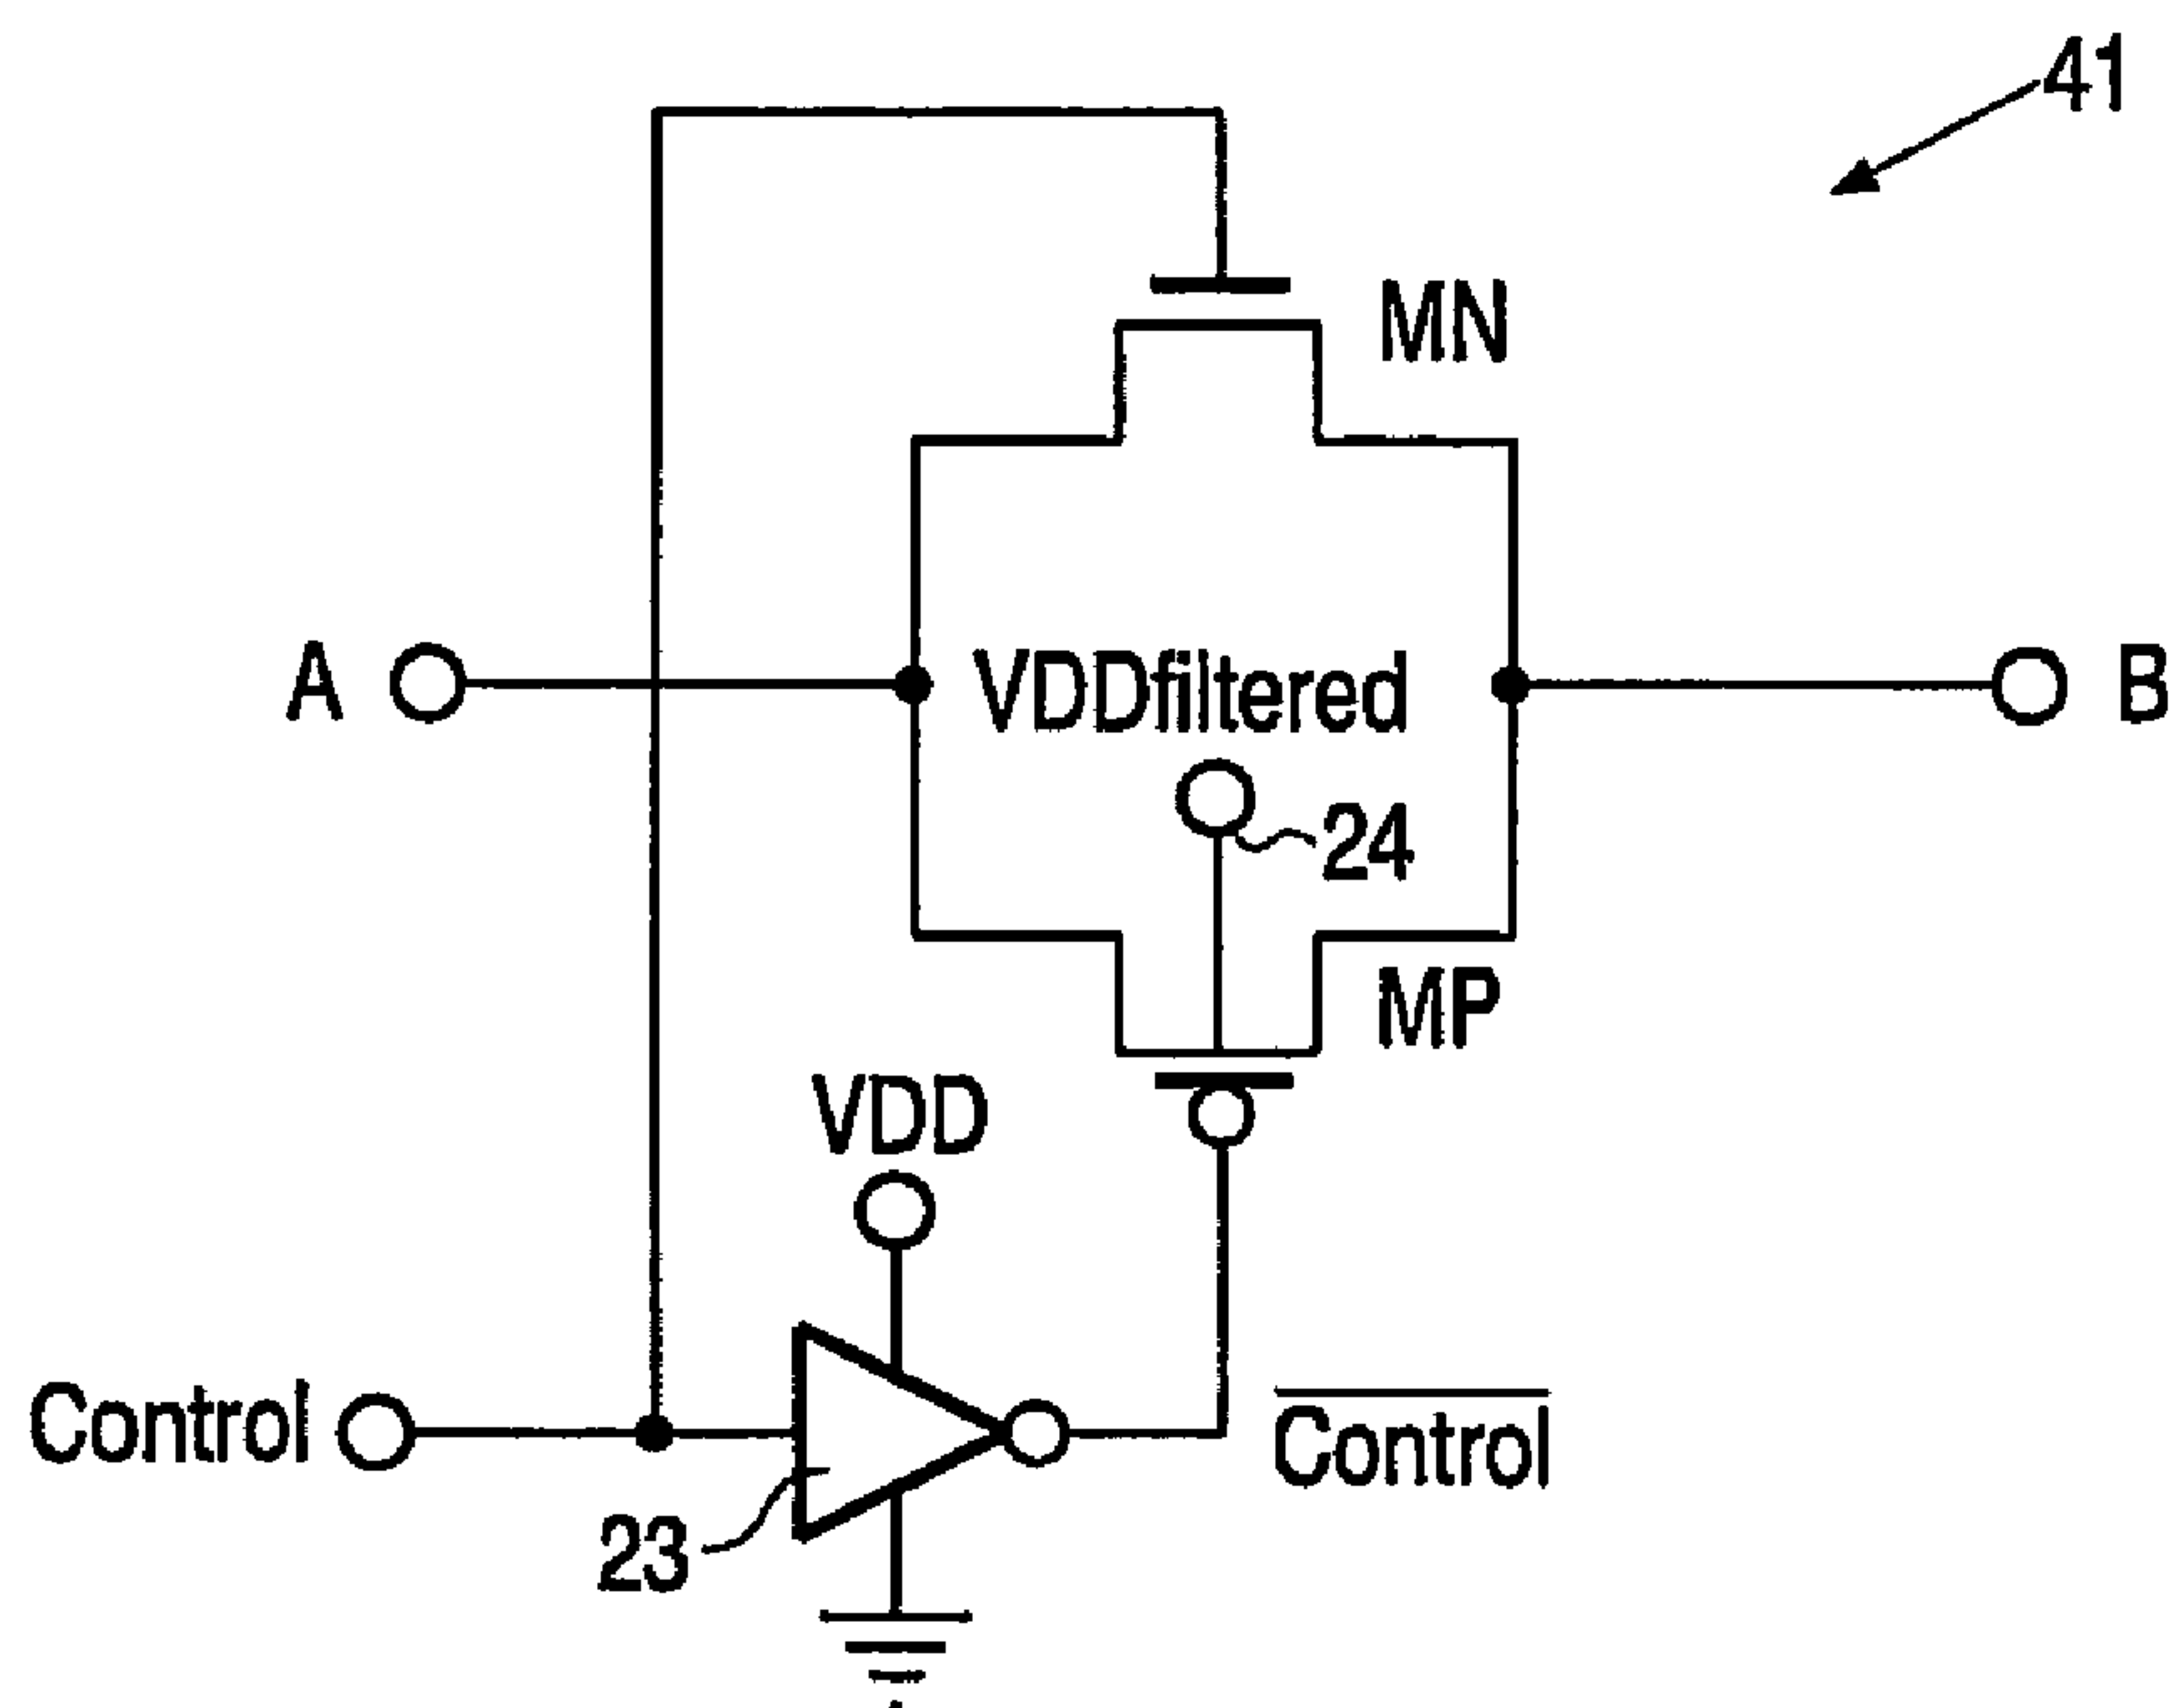 41
MN
A
VDDfiltered
B
24
MP
VDD
Control
Control
23